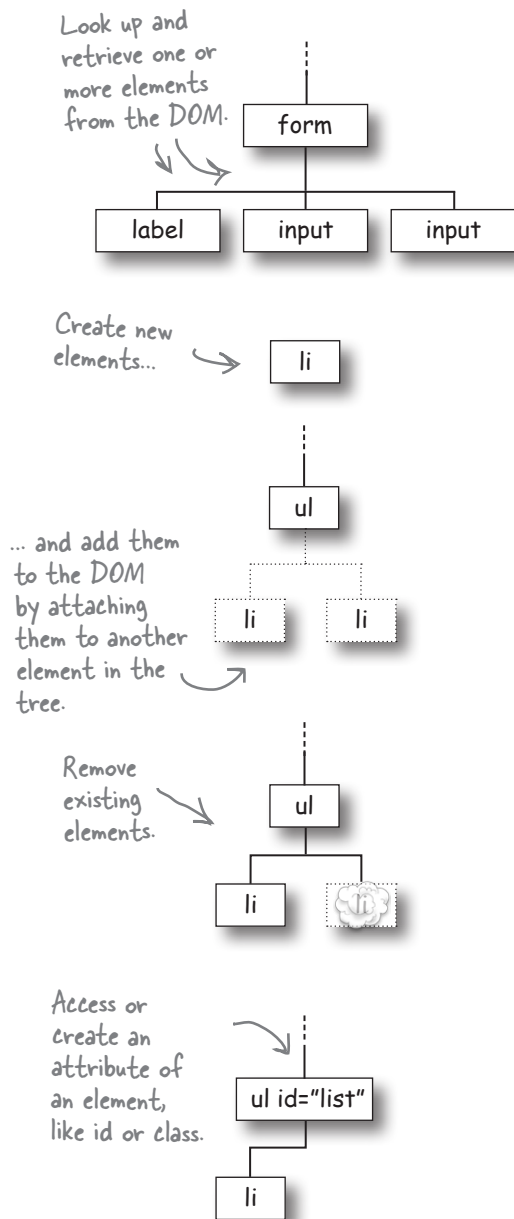 Look up and
retrieve one or
more elements
from the DOM.
form
label input input
Create new
elements...
li
ul
... and add them
to the DOM
by attaching
them to another
element in the
tree.
li li
Remove
existing
elements.
ul
li li
Access or
create an
attribute of
an element,
like id or class.
ul id="list"
li